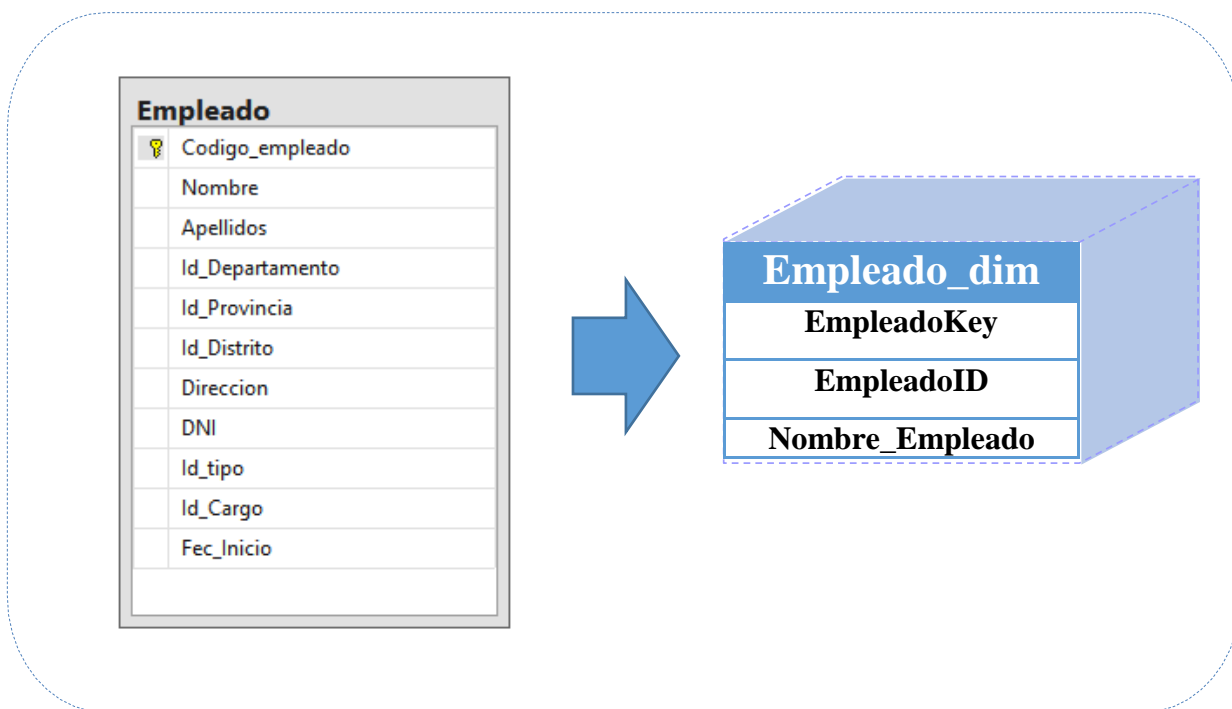 Empleado
Codigo_empleado
Nombre
Apellidos
Id_Departamento
Id_Provincia
Id_Distrito
Direccion
DNI
Id_tipo
Id_Cargo
Fec_Inicio
Empleado_dim
EmpleadoKey
EmpleadoID
Nombre_Empleado